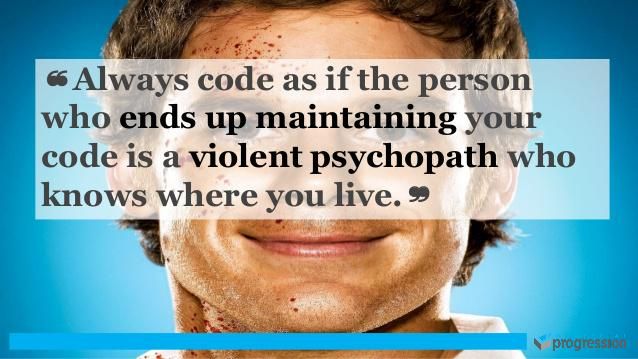 ❝ Always code as if the person
who ends up maintaining your
code is a violent psychopath who
knows where you live. ❞
progression